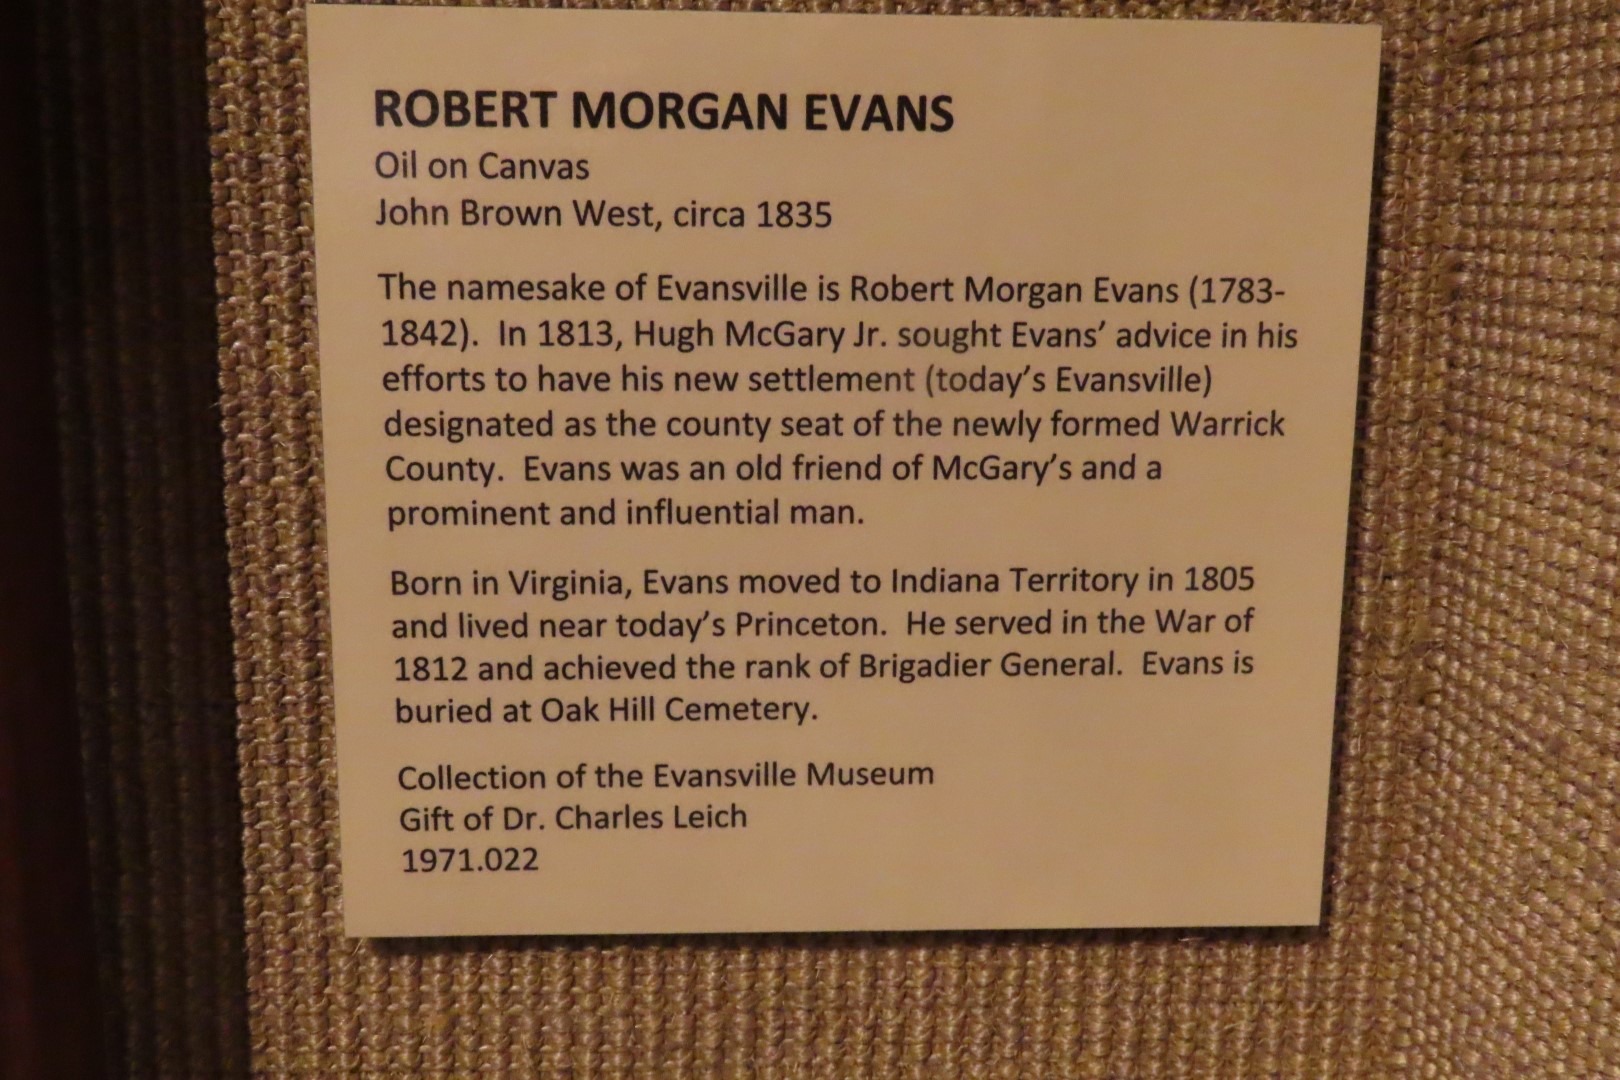 ROBERT MORGAN EVANS
Oil on Canvas
John Brown West, circa 1835
The namesake of Evansville is Robert Morgan Evans (1783-
1842).  In 1813, Hugh McGary Jr. sought Evans’ advice in his
efforts to have his new settlement (today’s Evansville)
designated as the county seat of the newly formed Warrick
County.  Evans was an old friend of McGary’s and a
prominent and influential man.
Born in Virginia, Evans moved to Indiana Territory in 1805
and lived near today’s Princeton.  He served in the War of
1812 and achieved the rank of Brigadier General.  Evans is
buried at Oak Hill Cemetery.
Collection of the Evansville Museum
Gift of Dr. Charles Leich
1971.022